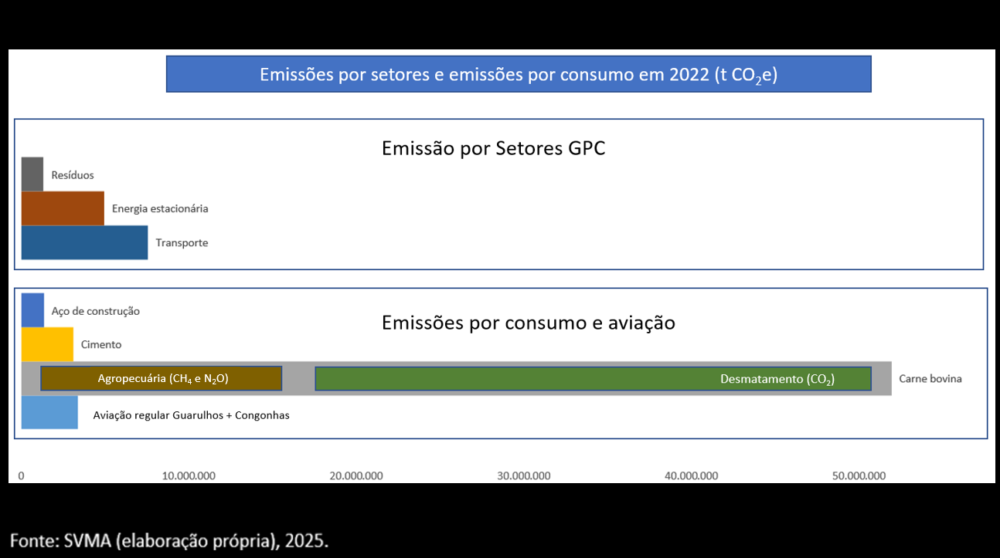 Emissões por setores e emissões por consumo em 2022 (t CO₂e)
Emissão por Setores GPC
Resíduos
Energia estacionária
Transporte
Emissões por consumo e aviação
Aço de construção
Cimento
Agropecuária (CH₄ e N₂O)
Desmatamento (CO₂)
Carne bovina
Aviação regular Guarulhos + Congonhas
0 10.000.000 20.000.000 30.000.000 40.000.000 50.000.000
Fonte: SVMA (elaboração própria), 2025.